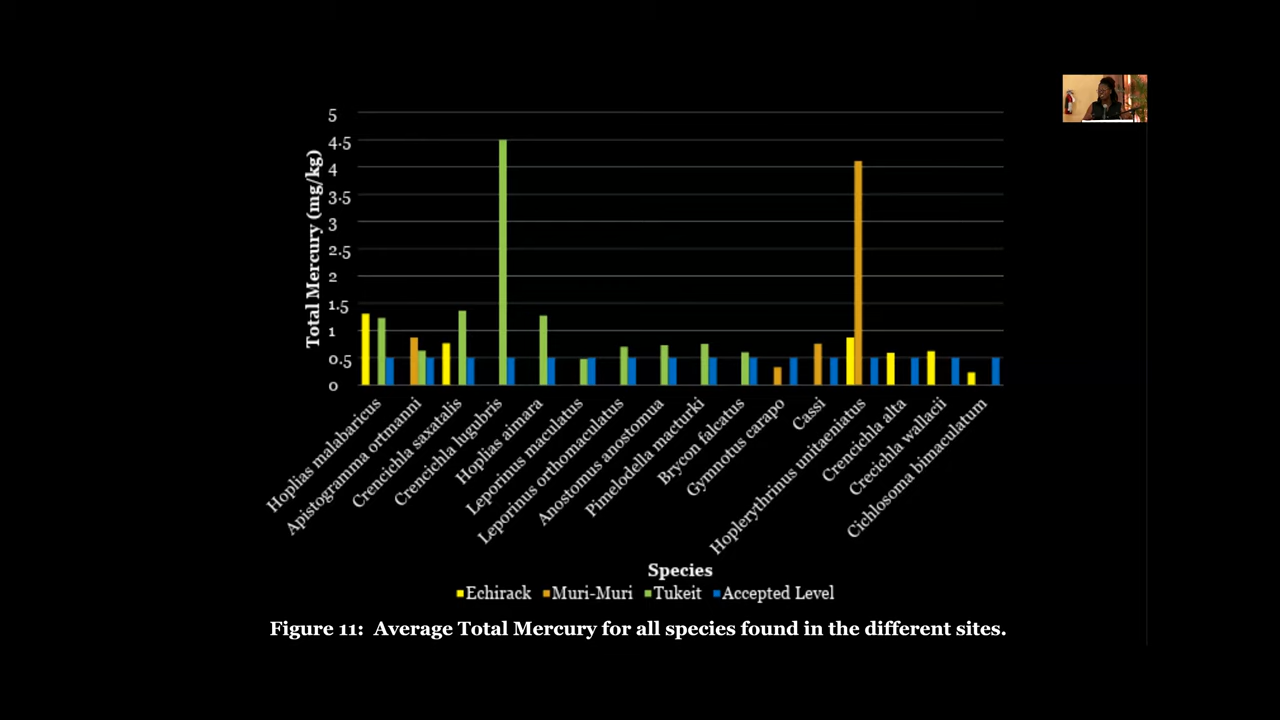 5
4.5
4
3.5
3
2.5
2
1.5
1
0.5
0
Total Mercury (mg/kg)
Hoplias malabaricus
Apistogramma ortmanni
Crencichla saxatalis
Crencichla lugubris
Hoplias aimara
Leporinus maculatus
Leporinus orthomaculatus
Anostomus anostomua
Pimelodella macturki
Brycon falcatus
Gymnotus carapo
Cassi
Hoplerythrinus unitaeniatus
Crencichla alta
Crecichla wallacii
Cichlosoma bimaculatum
Species
Echirack Muri-Muri Tukeit Accepted Level
Figure 11: Average Total Mercury for all species found in the different sites.